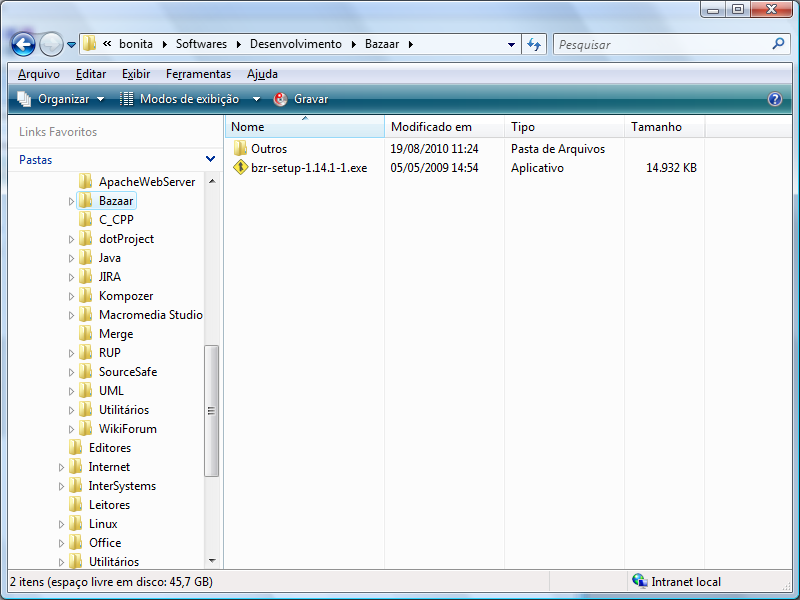 « bonita Softwares Desenvolvimento Bazaar
Pesquisar
Arquivo Editar Exibir Ferramentas Ajuda
Organizar Modos de exibição Gravar
Links Favoritos
Pastas
ApacheWebServer
Bazaar
C_CPP
dotProject
Java
JIRA
Kompozer
Macromedia Studio
Merge
RUP
SourceSafe
UML
Utilitários
WikiForum
Editores
Internet
InterSystems
Leitores
Linux
Office
Utilitários
Nome Modificado em Tipo Tamanho
Outros 19/08/2010 11:24 Pasta de Arquivos
bzr-setup-1.14.1-1.exe 05/05/2009 14:54 Aplicativo 14.932 KB
2 itens (espaço livre em disco: 45,7 GB)
Intranet local